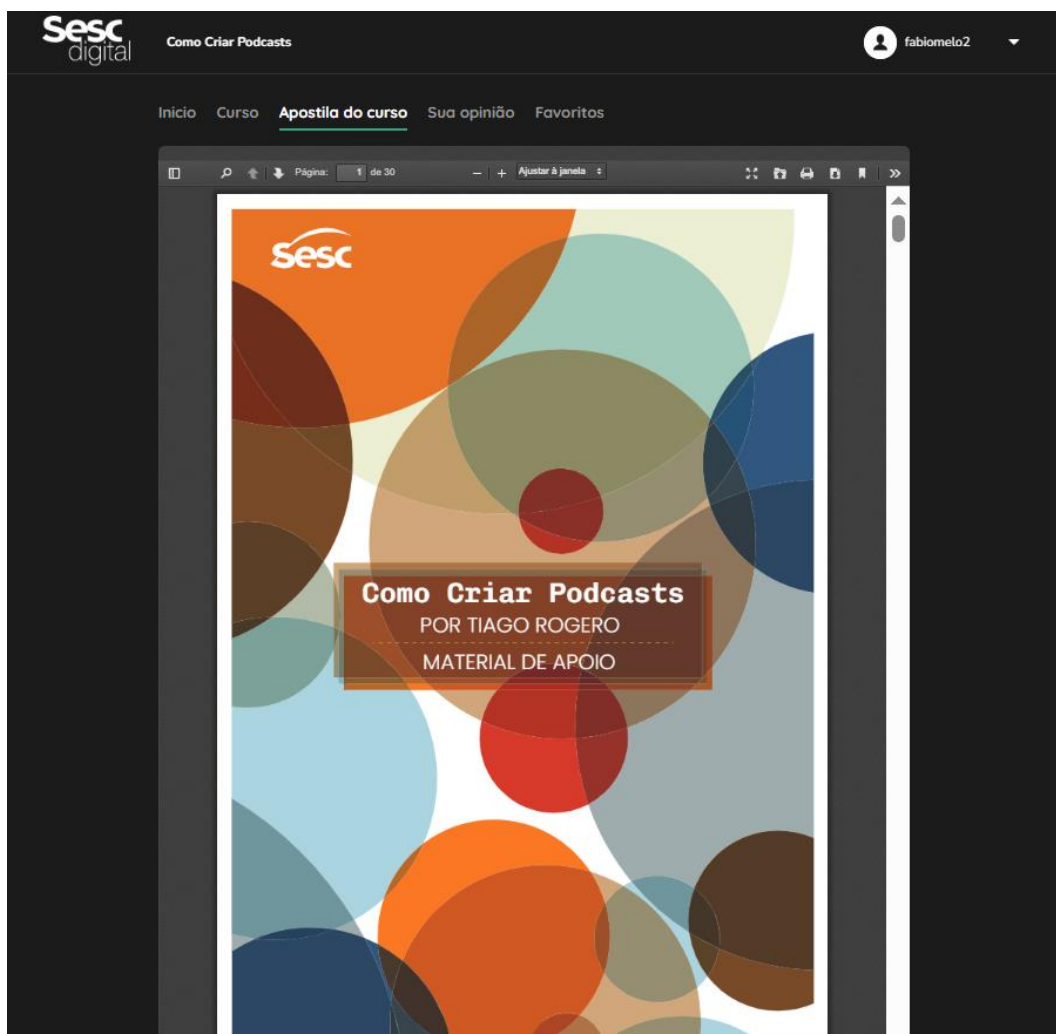 Sesc
digital
Como Criar Podcasts
fabiomelo2
Inicio Curso Apostila do curso Sua opinião Favoritos
Página: 1 de 30 Ajustar à janela
Sesc
Como Criar Podcasts
POR TIAGO ROGERO
MATERIAL DE APOIO